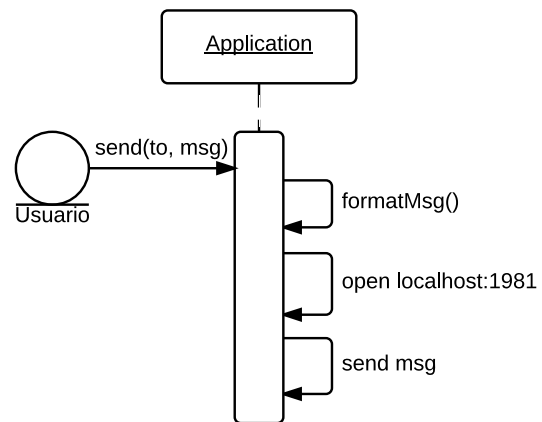 Application
send(to, msg)
Usuario
formatMsg()
open localhost:1981
send msg